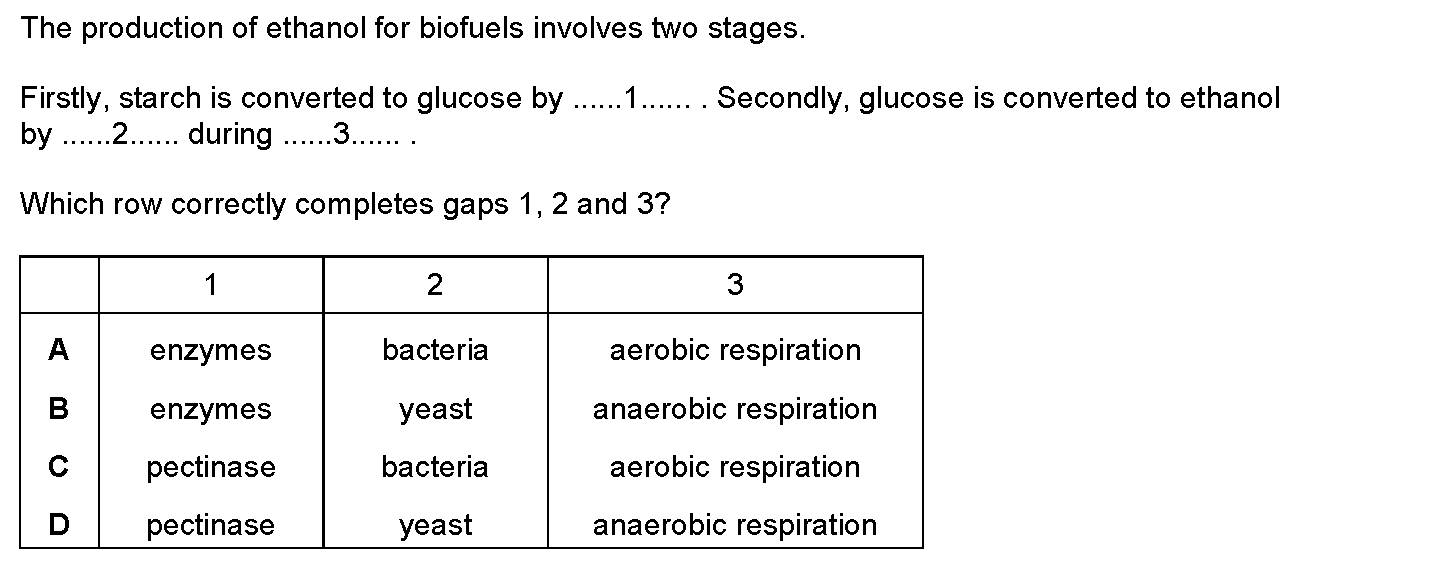 The production of ethanol for biofuels involves two stages.
Firstly, starch is converted to glucose by ......1...... . Secondly, glucose is converted to ethanol
by ......2...... during ......3...... .
Which row correctly completes gaps 1, 2 and 3?
1 2 3
A enzymes bacteria aerobic respiration
B enzymes yeast anaerobic respiration
C pectinase bacteria aerobic respiration
D pectinase yeast anaerobic respiration